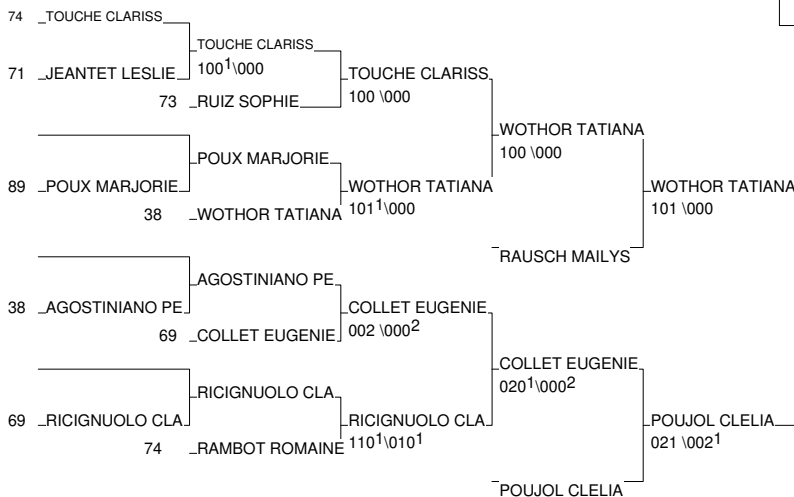 74 TOUCHE CLARISS
TOUCHE CLARISS
100¹\000
71 JEANTET LESLIE
TOUCHE CLARISS
100 \000
73 RUIZ SOPHIE
WOTHOR TATIANA
100 \000
POUX MARJORIE
89 POUX MARJORIE
WOTHOR TATIANA
101¹\000
WOTHOR TATIANA
101 \000
38 WOTHOR TATIANA
RAUSCH MAILYS
AGOSTINIANO PE
38 AGOSTINIANO PE
COLLET EUGENIE
002 \000²
69 COLLET EUGENIE
COLLET EUGENIE
020¹\000²
RICIGNUOLO CLA
69 RICIGNUOLO CLA
RICIGNUOLO CLA
110¹\010¹
POUJOL CLELIA
021 \002¹
74 RAMBOT ROMAINE
POUJOL CLELIA